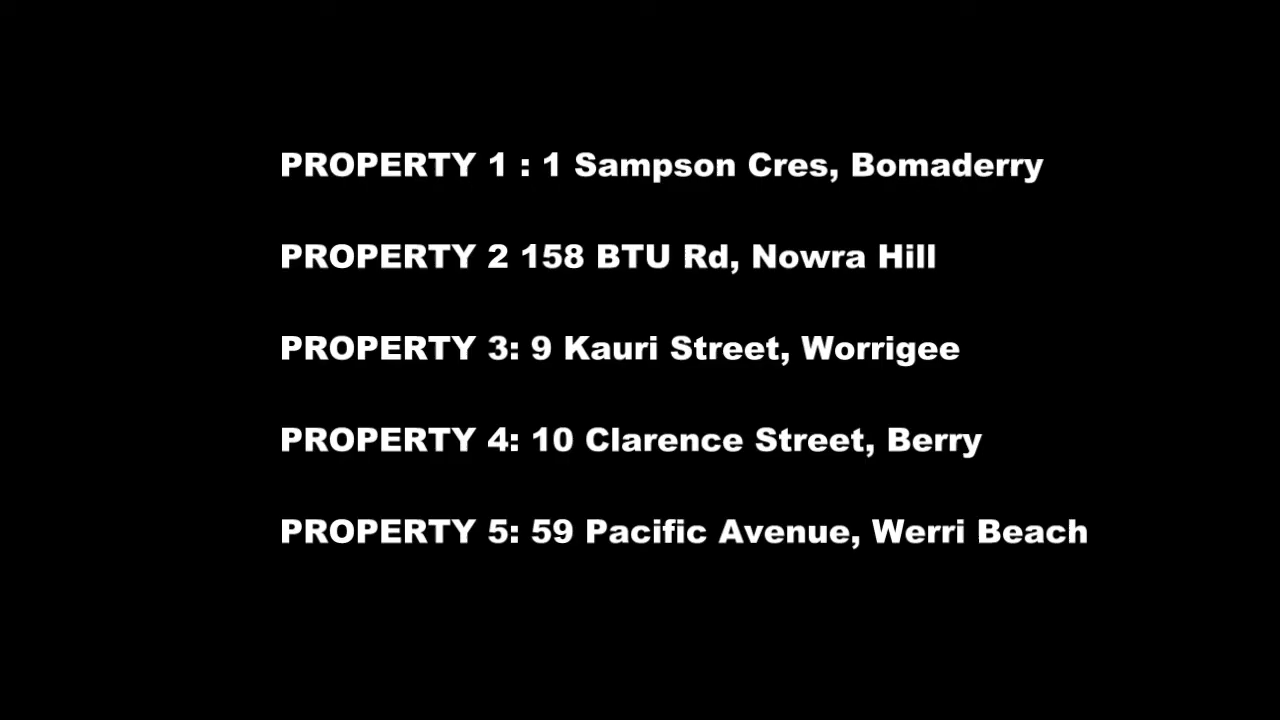 PROPERTY 1 : 1 Sampson Cres, Bomaderry
PROPERTY 2 158 BTU Rd, Nowra Hill
PROPERTY 3: 9 Kauri Street, Worrigee
PROPERTY 4: 10 Clarence Street, Berry
PROPERTY 5: 59 Pacific Avenue, Werri Beach